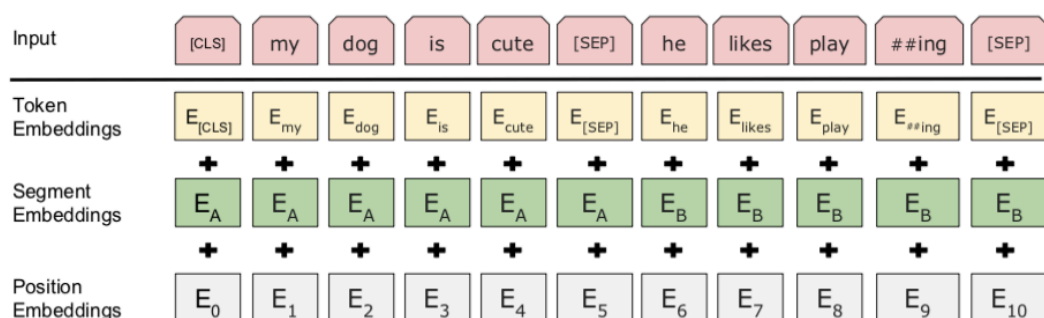 Input [CLS] my dog is cute [SEP] he likes play ##ing [SEP]
Token Embeddings E[CLS] Emy Edog Eis Ecute E[SEP] Ehe Elikes Eplay E##ing E[SEP]
+ + + + + + + + + + +
Segment Embeddings EA EA EA EA EA EA EB EB EB EB EB
+ + + + + + + + + + +
Position Embeddings E0 E1 E2 E3 E4 E5 E6 E7 E8 E9 E10